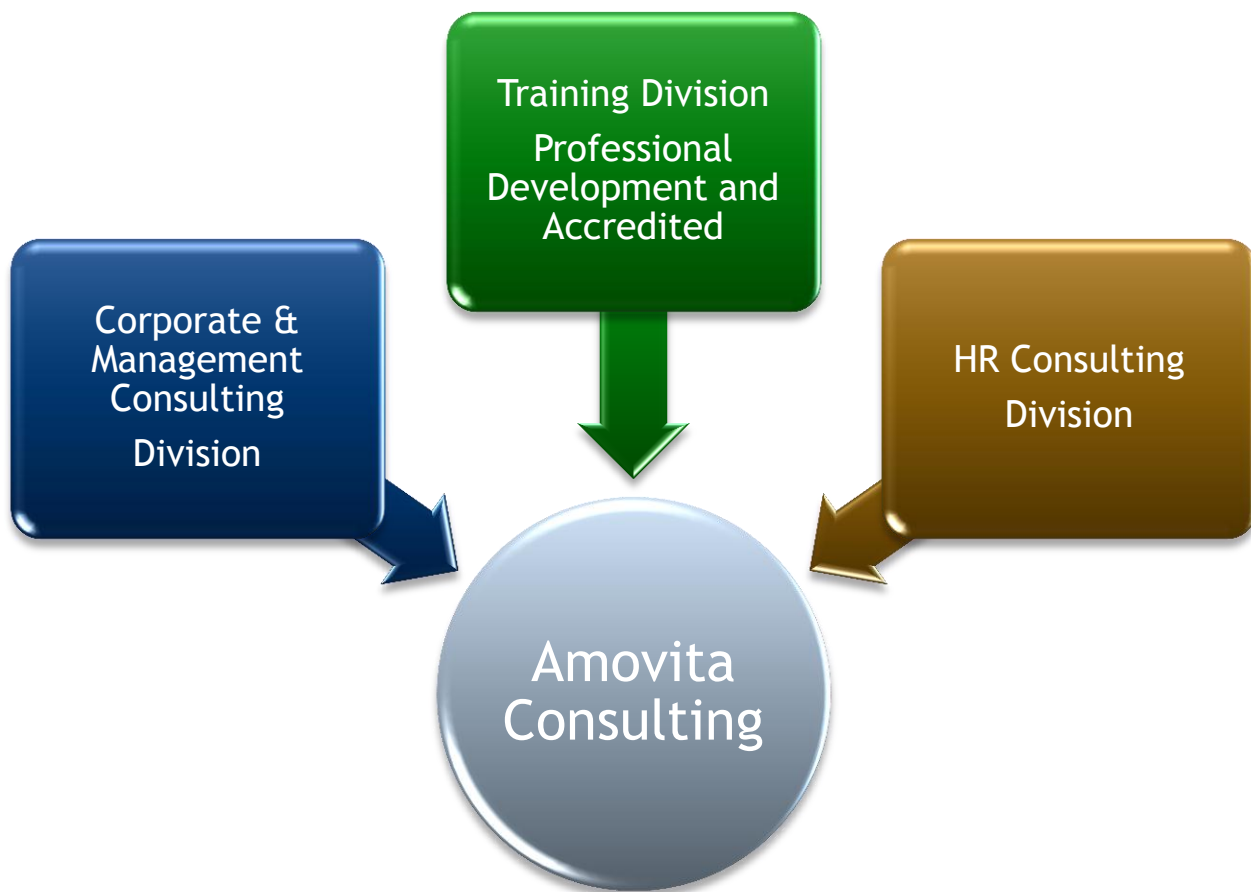 Training Division
Professional
Development and
Accredited
Corporate &
Management
Consulting
Division
HR Consulting
Division
Amovita
Consulting